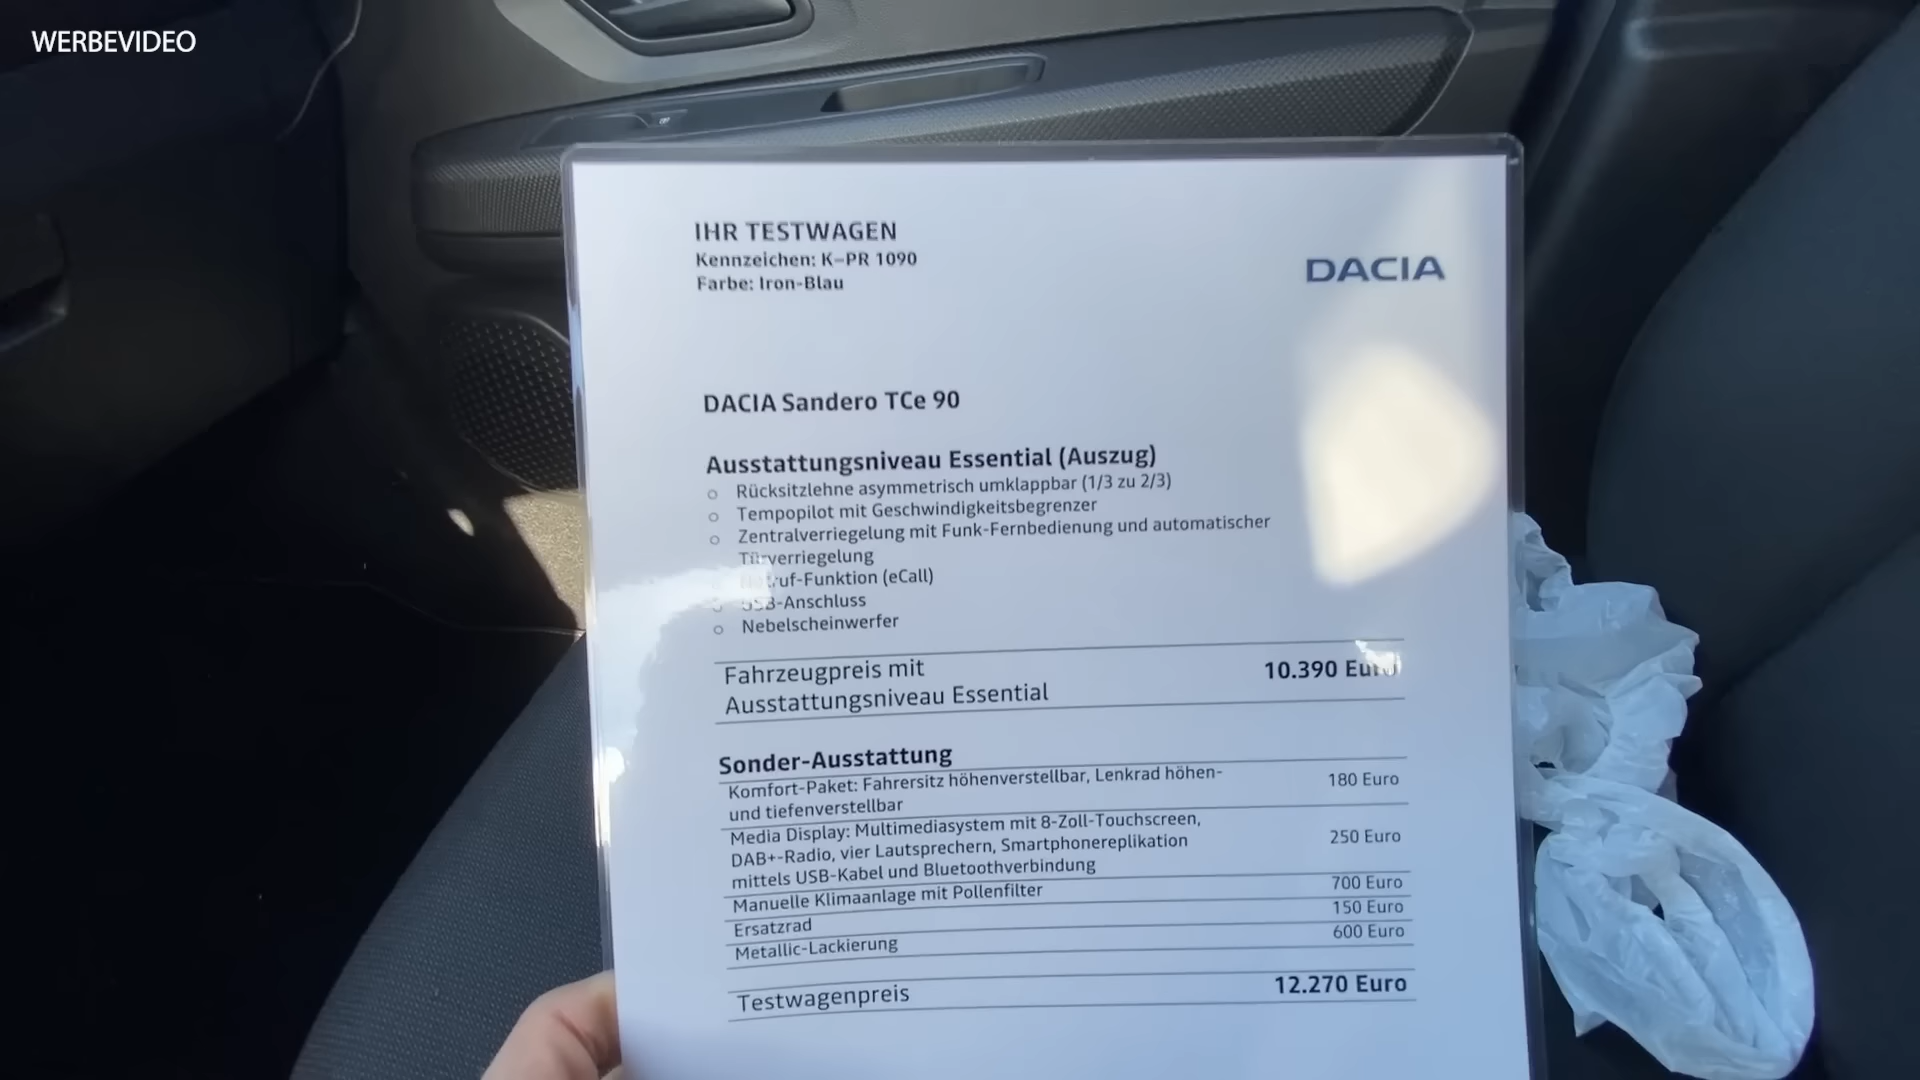 WERBEVIDEO
IHR TESTWAGEN
Kennzeichen: K-PR 1090
Farbe: Iron-Blau
DACIA
DACIA Sandero TCe 90
Ausstattungsniveau Essential (Auszug)
○ Rücksitzlehne asymmetrisch umklappbar (1/3 zu 2/3)
○ Tempopilot mit Geschwindigkeitsbegrenzer
○ Zentralverriegelung mit Funk-Fernbedienung und automatischer
Türverriegelung
(eCall)
○ USB-Anschluss
○ Nebelscheinwerfer
Fahrzeugpreis mit
Ausstattungsniveau Essential
10.390 Euro
Sonder-Ausstattung
Komfort-Paket: Fahrersitz höhenverstellbar, Lenkrad höhen-
und tiefenverstellbar
180 Euro
Media Display: Multimediasystem mit 8-Zoll-Touchscreen,
DAB+-Radio, vier Lautsprechern, Smartphonereplikation
mittels USB-Kabel und Bluetoothverbindung
250 Euro
Manuelle Klimaanlage mit Pollenfilter 700 Euro
Ersatzrad 150 Euro
Metallic-Lackierung 600 Euro
Testwagenpreis 12.270 Euro